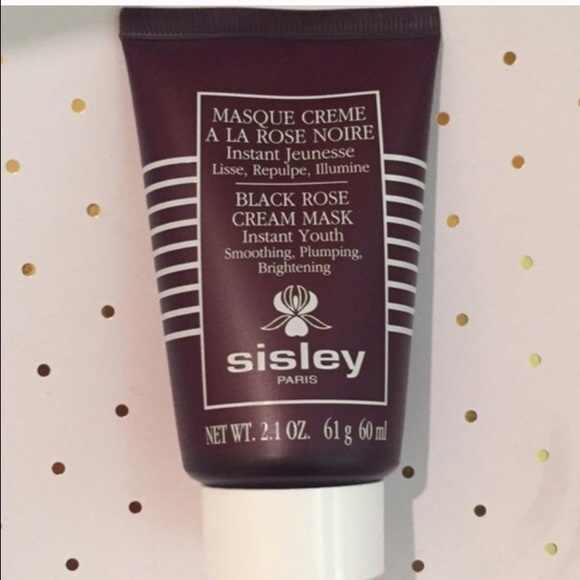 MASQUE CREME
A LA ROSE NOIRE
Instant Jeunesse
Lisse, Repulpe, Illumine
BLACK ROSE
CREAM MASK
Instant Youth
Smoothing, Plumping,
Brightening
sisley
PARIS
NET WT. 2.1 OZ. 61 g 60 ml